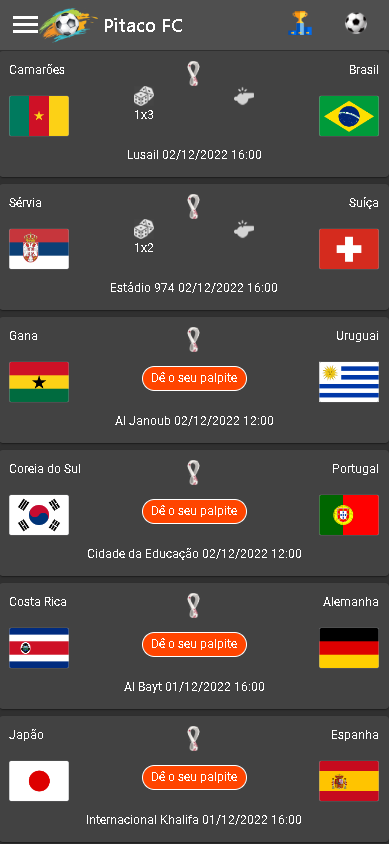 Pitaco FC
Camarões Brasil
1x3
Lusail 02/12/2022 16:00
Sérvia Suíça
1x2
Estádio 974 02/12/2022 16:00
Gana Uruguai
Dê o seu palpite
Al Janoub 02/12/2022 12:00
Coreia do Sul Portugal
Dê o seu palpite
Cidade da Educação 02/12/2022 12:00
Costa Rica Alemanha
Dê o seu palpite
Al Bayt 01/12/2022 16:00
Japão Espanha
Dê o seu palpite
Internacional Khalifa 01/12/2022 16:00